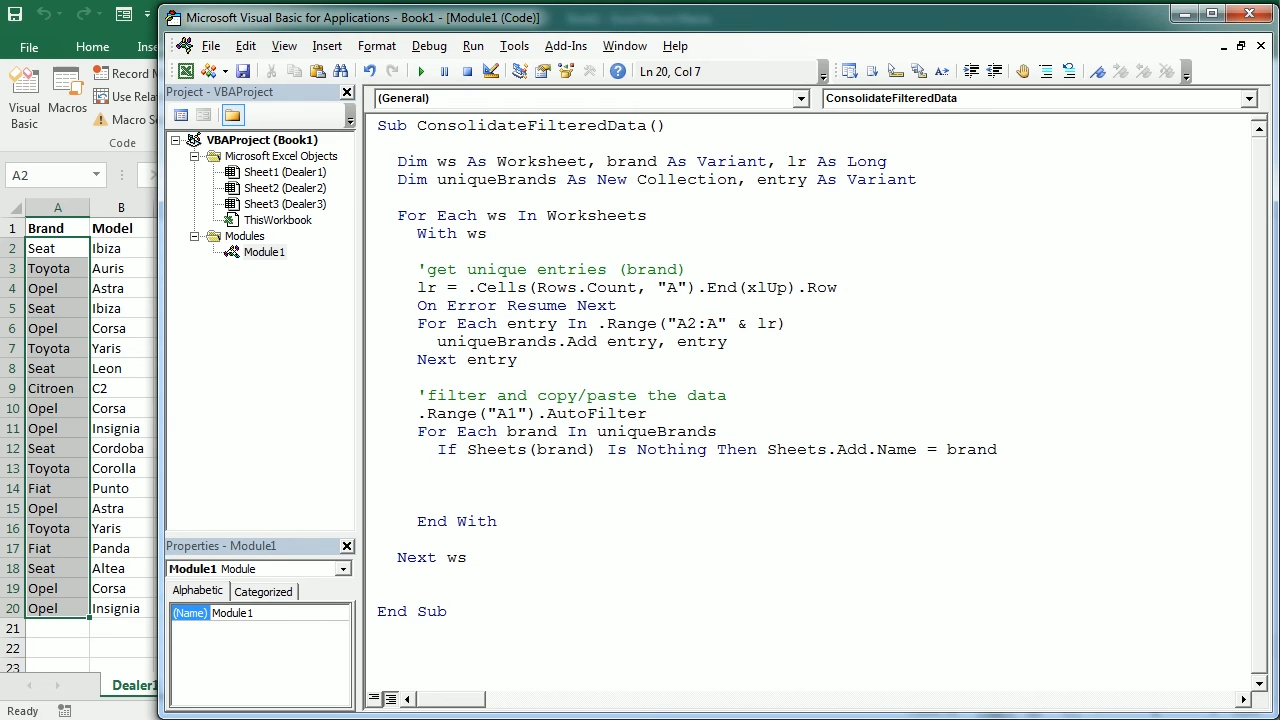 Microsoft Visual Basic for Applications - Book1 - [Module1 (Code)]
File Home Inse
Visual Basic
Macros
Record M
Use Rela
Macro Se
Code
A2
A B
1 Brand Model
2 Seat Ibiza
3 Toyota Auris
4 Opel Astra
5 Seat Ibiza
6 Opel Corsa
7 Toyota Yaris
8 Seat Leon
9 Citroen C2
10 Opel Corsa
11 Opel Insignia
12 Seat Cordoba
13 Toyota Corolla
14 Fiat Punto
15 Opel Astra
16 Toyota Yaris
17 Fiat Panda
18 Seat Altea
19 Opel Corsa
20 Opel Insignia
21
22
23
Dealer1
Ready
File Edit View Insert Format Debug Run Tools Add-Ins Window Help
Ln 20, Col 7
Project - VBAProject
VBAProject (Book1)
Microsoft Excel Objects
Sheet1 (Dealer1)
Sheet2 (Dealer2)
Sheet3 (Dealer3)
ThisWorkbook
Modules
Module1
Properties - Module1
Module1 Module
Alphabetic Categorized
(Name) Module1
(General) ConsolidateFilteredData
Sub ConsolidateFilteredData()
Dim ws As Worksheet, brand As Variant, lr As Long
Dim uniqueBrands As New Collection, entry As Variant
For Each ws In Worksheets
With ws
'get unique entries (brand)
lr = .Cells(Rows.Count, "A").End(xlUp).Row
On Error Resume Next
For Each entry In .Range("A2:A" & lr)
uniqueBrands.Add entry, entry
Next entry
'filter and copy/paste the data
.Range("A1").AutoFilter
For Each brand In uniqueBrands
If Sheets(brand) Is Nothing Then Sheets.Add.Name = brand
End With
Next ws
End Sub